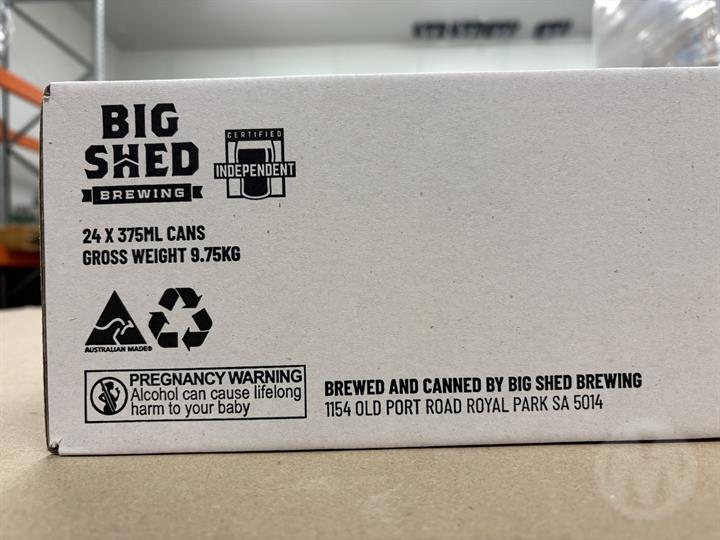 BIG
SHED
BREWING
CERTIFIED
INDEPENDENT
24 X 375ML CANS
GROSS WEIGHT 9.75KG
AUSTRALIAN MADE®
PREGNANCY WARNING
Alcohol can cause lifelong
harm to your baby
BREWED AND CANNED BY BIG SHED BREWING
1154 OLD PORT ROAD ROYAL PARK SA 5014